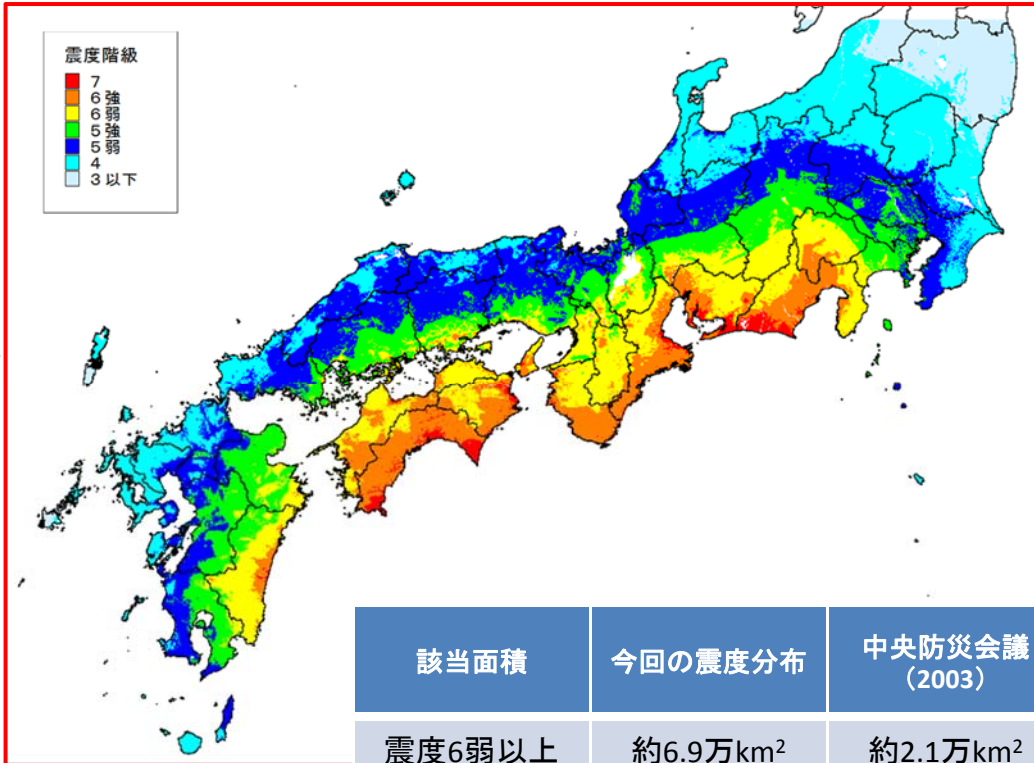 震度階級
7
6強
6弱
5強
5弱
4
3以下
該当面積 今回の震度分布 中央防災会議
(2003)
震度6弱以上 約6.9万km² 約2.1万km²